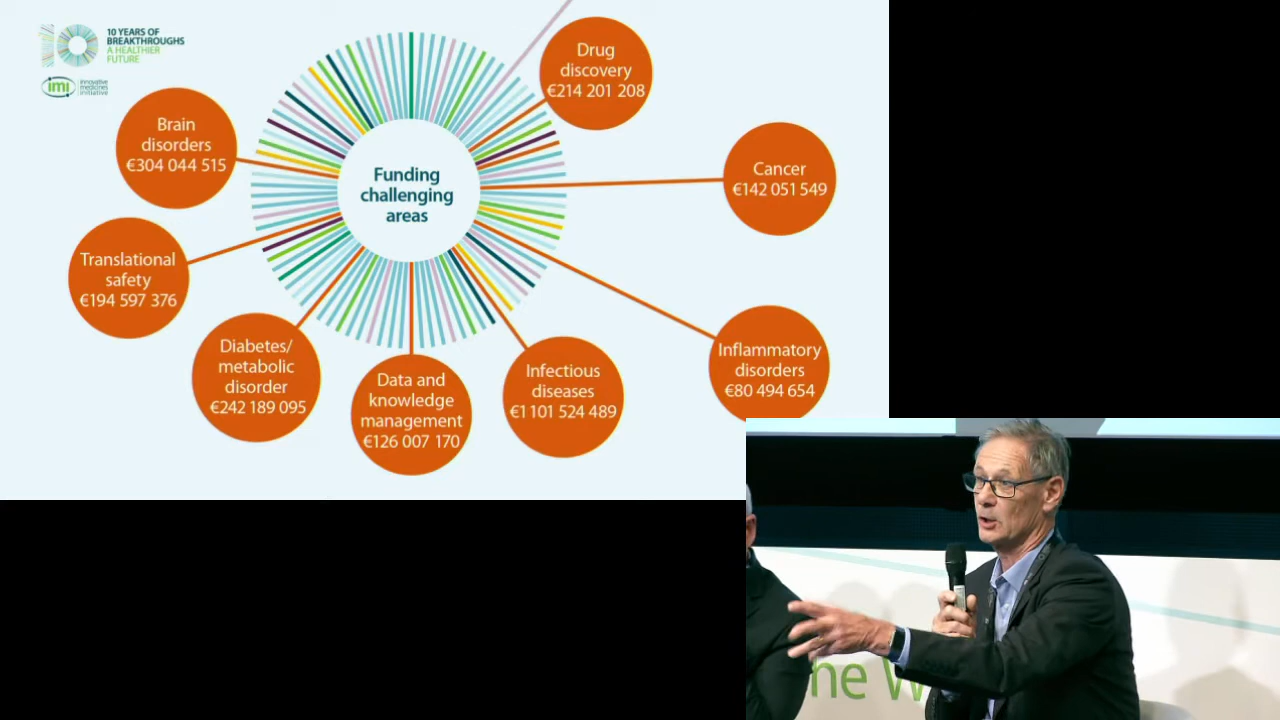 10 YEARS OF
BREAKTHROUGHS
A HEALTHIER
FUTURE
imi
innovative
medicines
initiative
Drug
discovery
€214 201 208
Brain
disorders
€304 044 515
Cancer
€142 051 549
Funding
challenging
areas
Translational
safety
€194 597 376
Diabetes/
metabolic
disorder
€242 189 095
Data and
knowledge
management
€126 007 170
Infectious
diseases
€1 101 524 489
Inflammatory
disorders
€80 494 654
he W